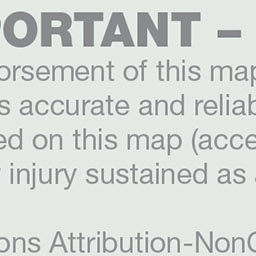 PORTANT –
orsement of this map
s accurate and reliab
ed on this map (acce
injury sustained as
ons Attribution-NonC